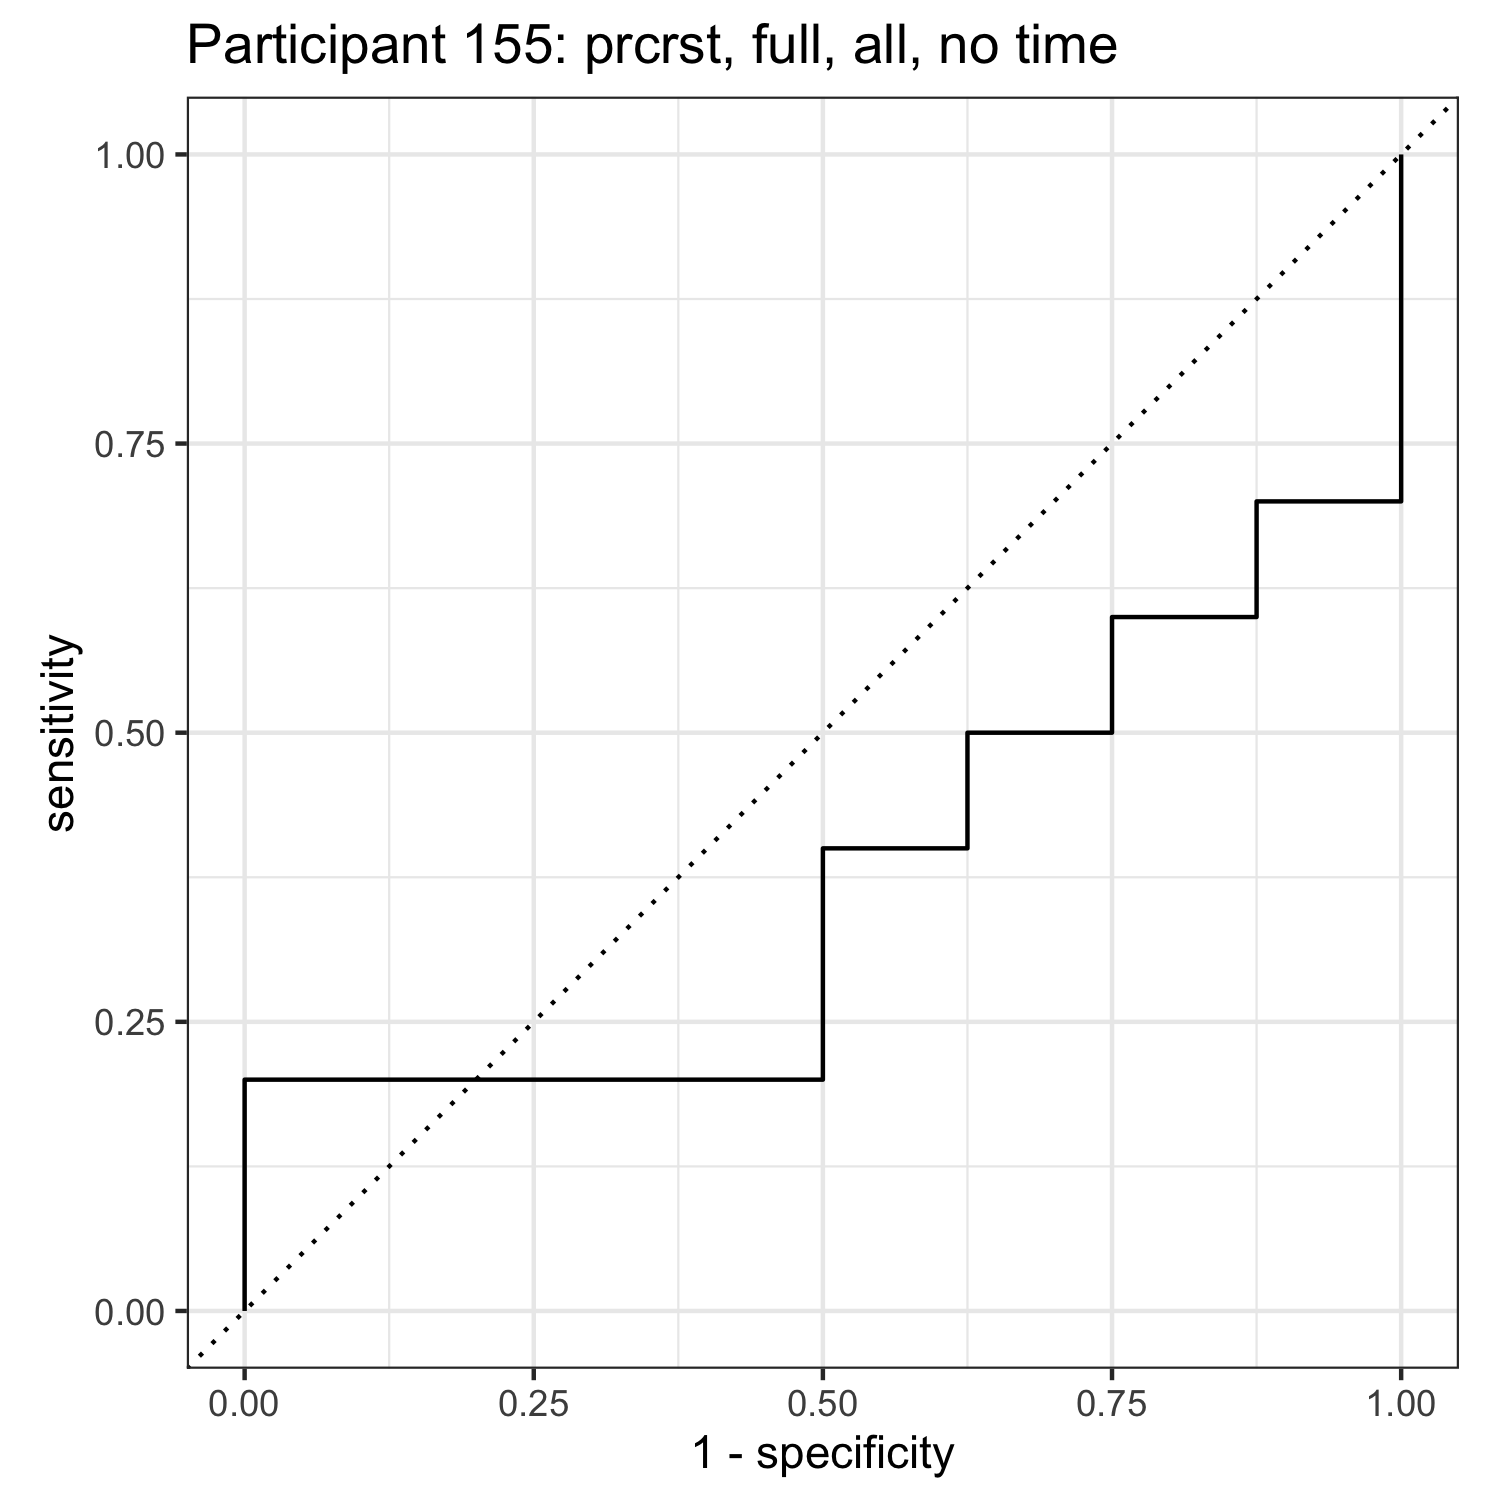 Participant 155: prcrst, full, all, no time
1.00
0.75
0.50
0.25
0.00
sensitivity
0.00 0.25 0.50 0.75 1.00
1 - specificity